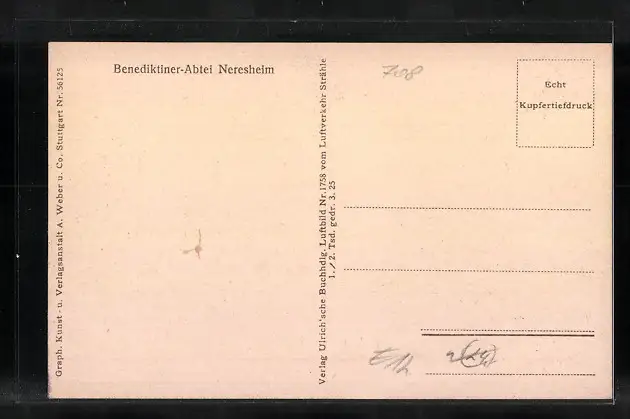 Benediktiner-Abtei Neresheim
Graph. Kunst- u. Verlagsanstalt A. Weber u. Co. Stuttgart Nr. 56125
Verlag Ulrich'sche Buchhdlg. Luftbild Nr. 1758 vom Luftverkehr Strähle
1./2. Tsd. gedr. 3. 25
Echt
Kupfertiefdruck